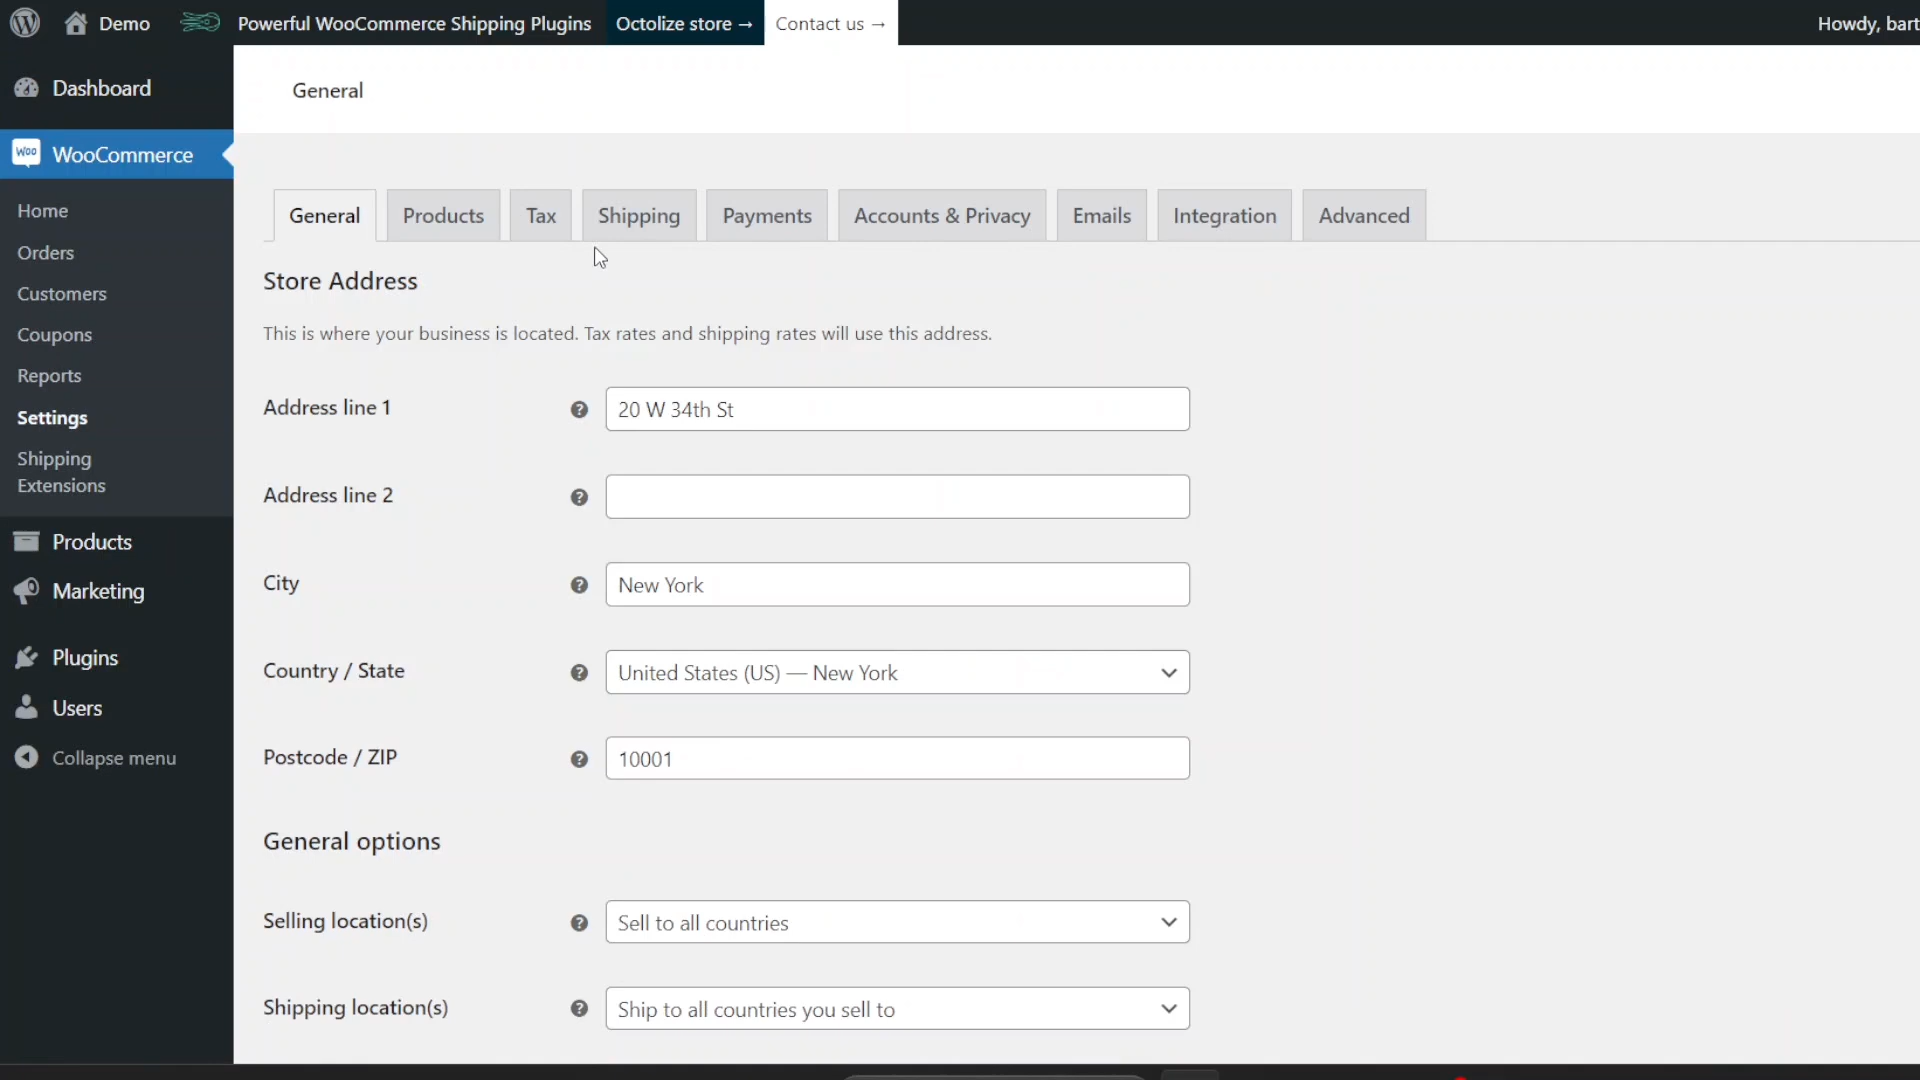 Demo
Powerful WooCommerce Shipping Plugins
Octolize store →
Contact us →
Howdy, bart
Dashboard
Woo
WooCommerce
Home
Orders
Customers
Coupons
Reports
Settings
Shipping
Extensions
Products
Marketing
Plugins
Users
Collapse menu
General
General
Products
Tax
Shipping
Payments
Accounts & Privacy
Emails
Integration
Advanced
Store Address
This is where your business is located. Tax rates and shipping rates will use this address.
Address line 1
20 W 34th St
Address line 2
City
New York
Country / State
United States (US) — New York
Postcode / ZIP
10001
General options
Selling location(s)
Sell to all countries
Shipping location(s)
Ship to all countries you sell to